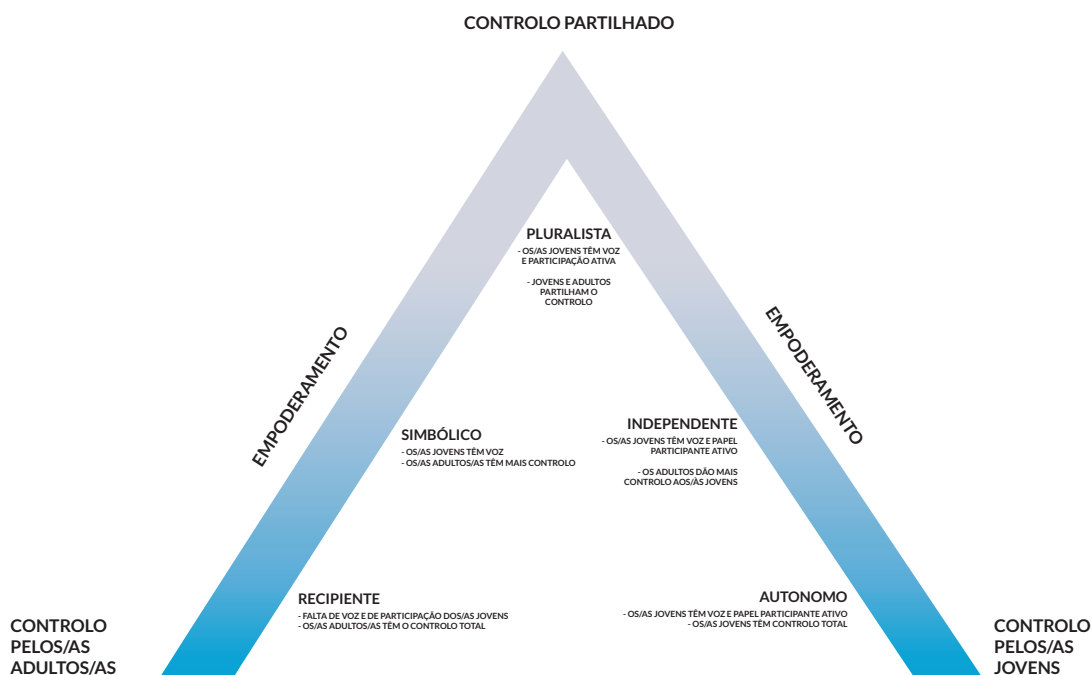 CONTROLO PARTILHADO
PLURALISTA
- OS/AS JOVENS TÊM VOZ
E PARTICIPAÇÃO ATIVA
- JOVENS E ADULTOS
PARTILHAM O
CONTROLO
EMPODERAMENTO
EMPODERAMENTO
SIMBÓLICO
- OS/AS JOVENS TÊM VOZ
- OS/AS ADULTOS/AS TÊM MAIS CONTROLO
INDEPENDENTE
- OS/AS JOVENS TÊM VOZ E PAPEL
PARTICIPANTE ATIVO
- OS ADULTOS DÃO MAIS
CONTROLO AOS/ÀS JOVENS
RECIPIENTE
- FALTA DE VOZ E DE PARTICIPAÇÃO DOS/AS JOVENS
- OS/AS ADULTOS/AS TÊM O CONTROLO TOTAL
AUTONOMO
- OS/AS JOVENS TÊM VOZ E PAPEL PARTICIPANTE ATIVO
- OS/AS JOVENS TÊM CONTROLO TOTAL
CONTROLO
PELOS/AS
ADULTOS/AS
CONTROLO
PELOS/AS
JOVENS